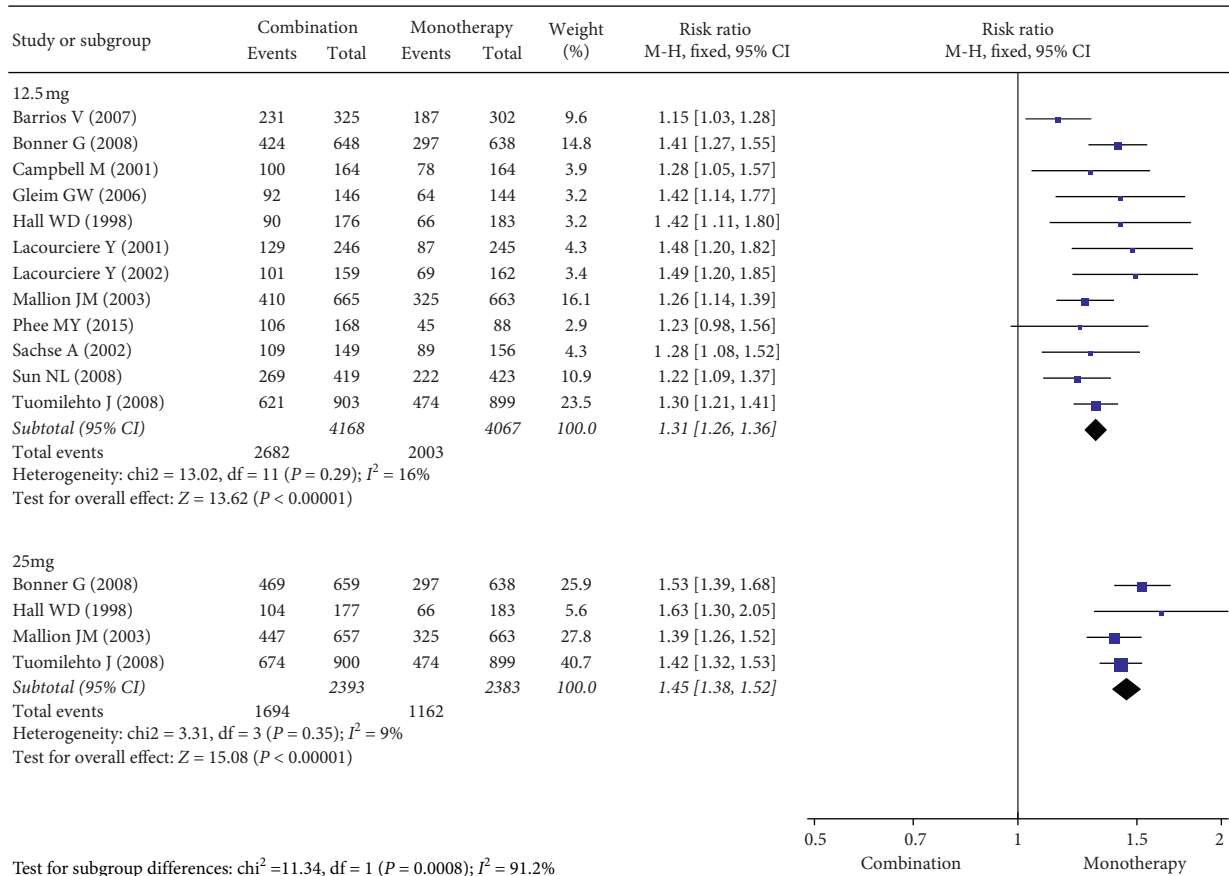 Study or subgroup Combination Monotherapy Weight Risk ratio Risk ratio
Events Total Events Total (%) M-H, fixed, 95% CI M-H, fixed, 95% CI
12.5 mg
Barrios V (2007) 231 325 187 302 9.6 1.15 [1.03, 1.28]
Bonner G (2008) 424 648 297 638 14.8 1.41 [1.27, 1.55]
Campbell M (2001) 100 164 78 164 3.9 1.28 [1.05, 1.57]
Gleim GW (2006) 92 146 64 144 3.2 1.42 [1.14, 1.77]
Hall WD (1998) 90 176 66 183 3.2 1 .42 [1 .11, 1.80]
Lacourciere Y (2001) 129 246 87 245 4.3 1.48 [1.20, 1.82]
Lacourciere Y (2002) 101 159 69 162 3.4 1.49 [1.20, 1.85]
Mallion JM (2003) 410 665 325 663 16.1 1.26 [1.14, 1.39]
Phee MY (2015) 106 168 45 88 2.9 1.23 [0.98, 1.56]
Sachse A (2002) 109 149 89 156 4.3 1 .28 [1 .08, 1.52]
Sun NL (2008) 269 419 222 423 10.9 1.22 [1.09, 1.37]
Tuomilehto J (2008) 621 903 474 899 23.5 1.30 [1.21, 1.41]
Subtotal (95% CI) 4168 4067 100.0 1.31 [1.26, 1.36]
Total events 2682 2003
Heterogeneity: chi2 = 13.02, df = 11 (P = 0.29); I² = 16%
Test for overall effect: Z = 13.62 (P < 0.00001)
25mg
Bonner G (2008) 469 659 297 638 25.9 1.53 [1.39, 1.68]
Hall WD (1998) 104 177 66 183 5.6 1.63 [1.30, 2.05]
Mallion JM (2003) 447 657 325 663 27.8 1.39 [1.26, 1.52]
Tuomilehto J (2008) 674 900 474 899 40.7 1.42 [1.32, 1.53]
Subtotal (95% CI) 2393 2383 100.0 1.45 [1.38, 1.52]
Total events 1694 1162
Heterogeneity: chi2 = 3.31, df = 3 (P = 0.35); I² = 9%
Test for overall effect: Z = 15.08 (P < 0.00001)
0.5 0.7 1 1.5 2
Combination Monotherapy
Test for subgroup differences: chi² =11.34, df = 1 (P = 0.0008); I² = 91.2%